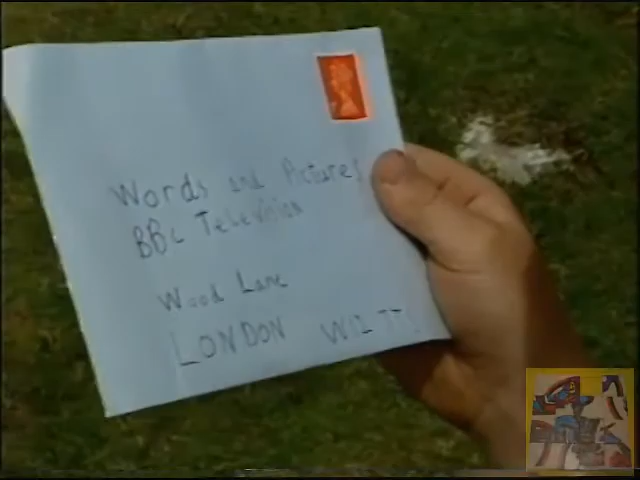 Words and Pictures
BBC Television
Wood Lane
LONDON W12 7TJ